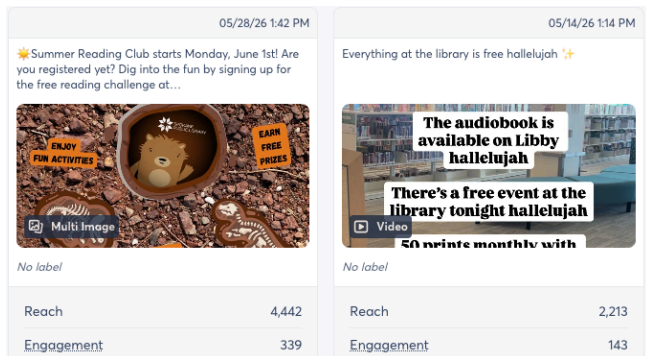 05/28/26 1:42 PM
☀️Summer Reading Club starts Monday, June 1st! Are
you registered yet? Dig into the fun by signing up for
the free reading challenge at…
ENJOY
FUN ACTIVITIES
SPOKANE
PUBLIC LIBRARY
EARN
FREE
PRIZES
Multi Image
No label
Reach 4,442
Engagement 339
05/14/26 1:14 PM
Everything at the library is free hallelujah ✨
The audiobook is
available on Libby
hallelujah
There's a free event at the
library tonight hallelujah
50 prints monthly with
Video
No label
Reach 2,213
Engagement 143